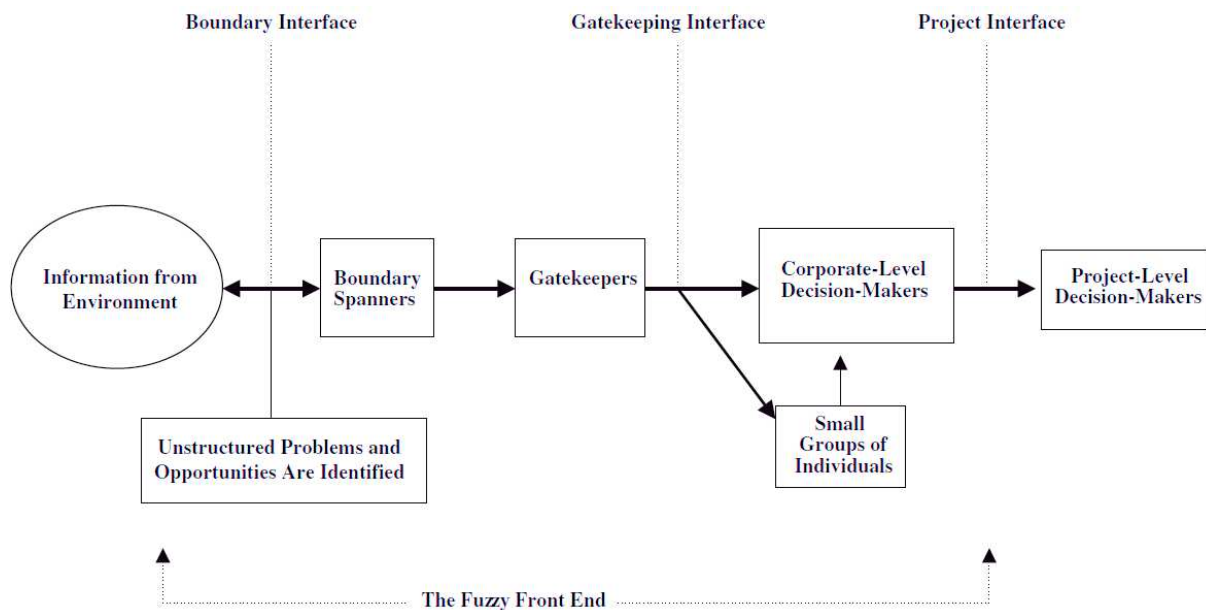 Boundary Interface
Gatekeeping Interface
Project Interface
Information from
Environment
Boundary
Spanners
Gatekeepers
Corporate-Level
Decision-Makers
Project-Level
Decision-Makers
Unstructured Problems and
Opportunities Are Identified
Small
Groups of
Individuals
The Fuzzy Front End